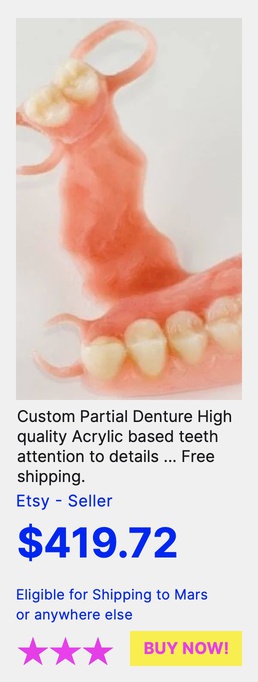 Custom Partial Denture High
quality Acrylic based teeth
attention to details ... Free
shipping.
Etsy - Seller
$419.72
Eligible for Shipping to Mars
or anywhere else
BUY NOW!